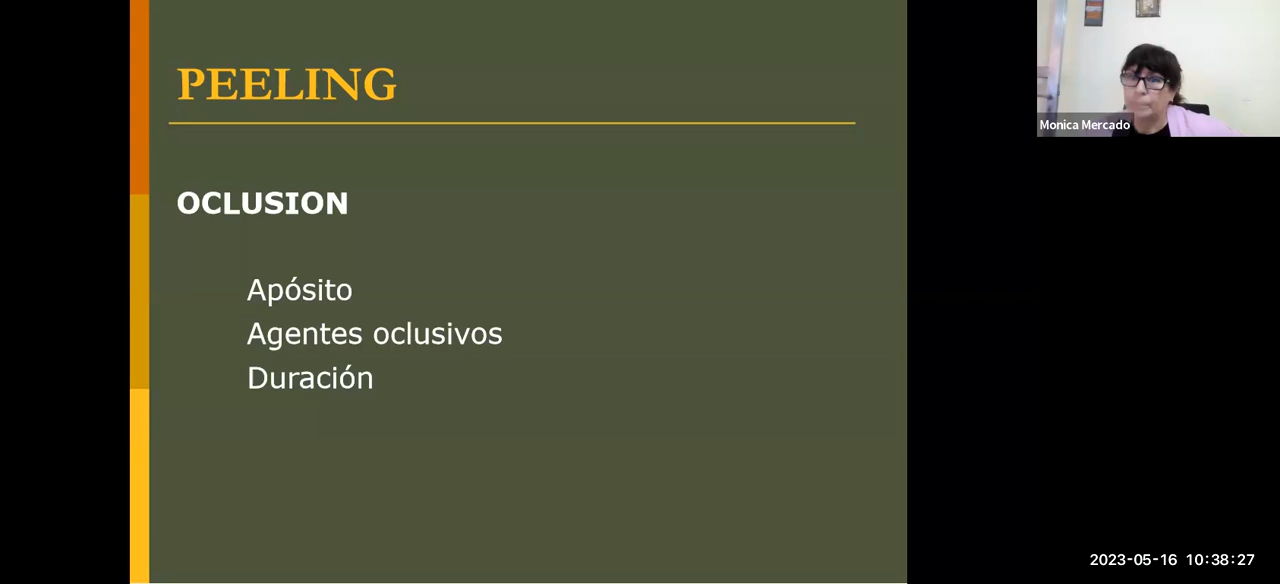 PEELING
OCLUSION
Apósito
Agentes oclusivos
Duración
Monica Mercado
2023-05-16 10:38:27